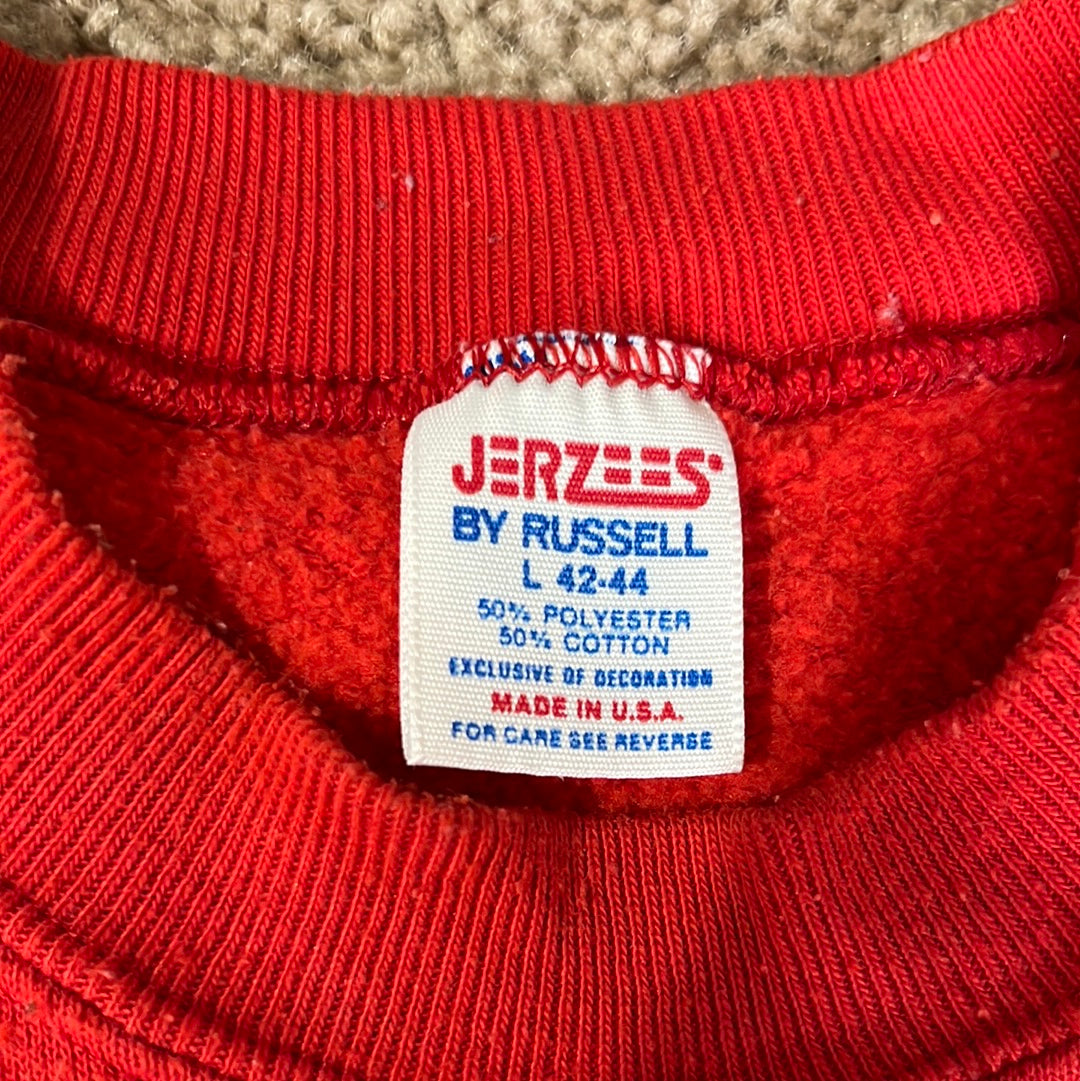 JERZEES
BY RUSSELL
L 42-44
50% POLYESTER
50% COTTON
EXCLUSIVE OF DECORATION
MADE IN U.S.A.
FOR CARE SEE REVERSE